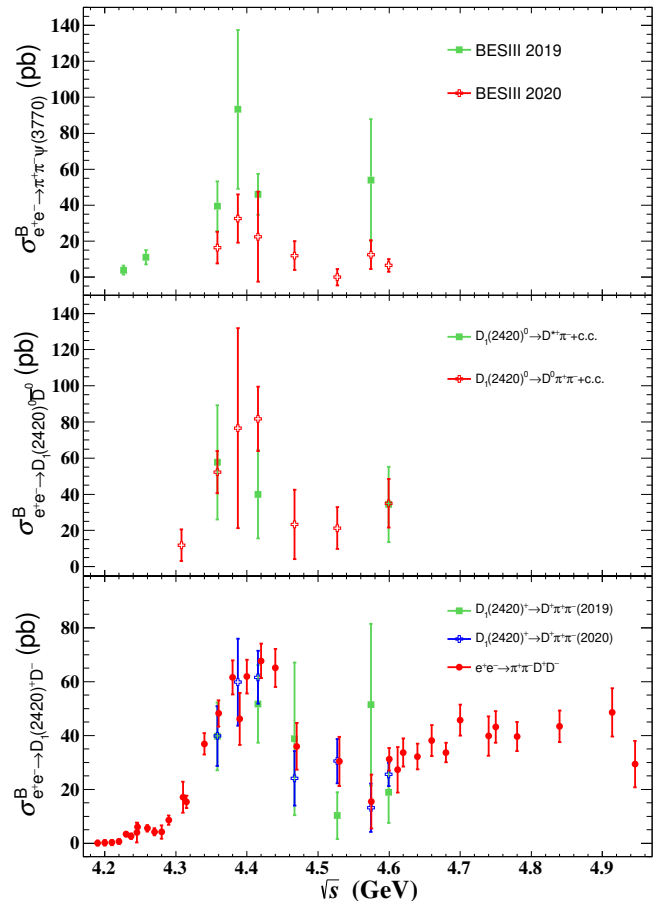 σ^B_{e⁺e⁻→π⁺π⁻ψ(3770)} (pb)
140
120
100
80
60
40
20
0
BESIII 2019
BESIII 2020
σ^B_{e⁺e⁻→D₁(2420)⁰D̄⁰} (pb)
140
120
100
80
60
40
20
0
D₁(2420)⁰→D*⁺π⁻+c.c.
D₁(2420)⁰→D⁰π⁺π⁻+c.c.
σ^B_{e⁺e⁻→D₁(2420)⁺D⁻} (pb)
80
60
40
20
0
D₁(2420)⁺→D⁺π⁺π⁻(2019)
D₁(2420)⁺→D⁺π⁺π⁻(2020)
e⁺e⁻→π⁺π⁻D⁺D⁻
4.2 4.3 4.4 4.5 4.6 4.7 4.8 4.9
√s (GeV)